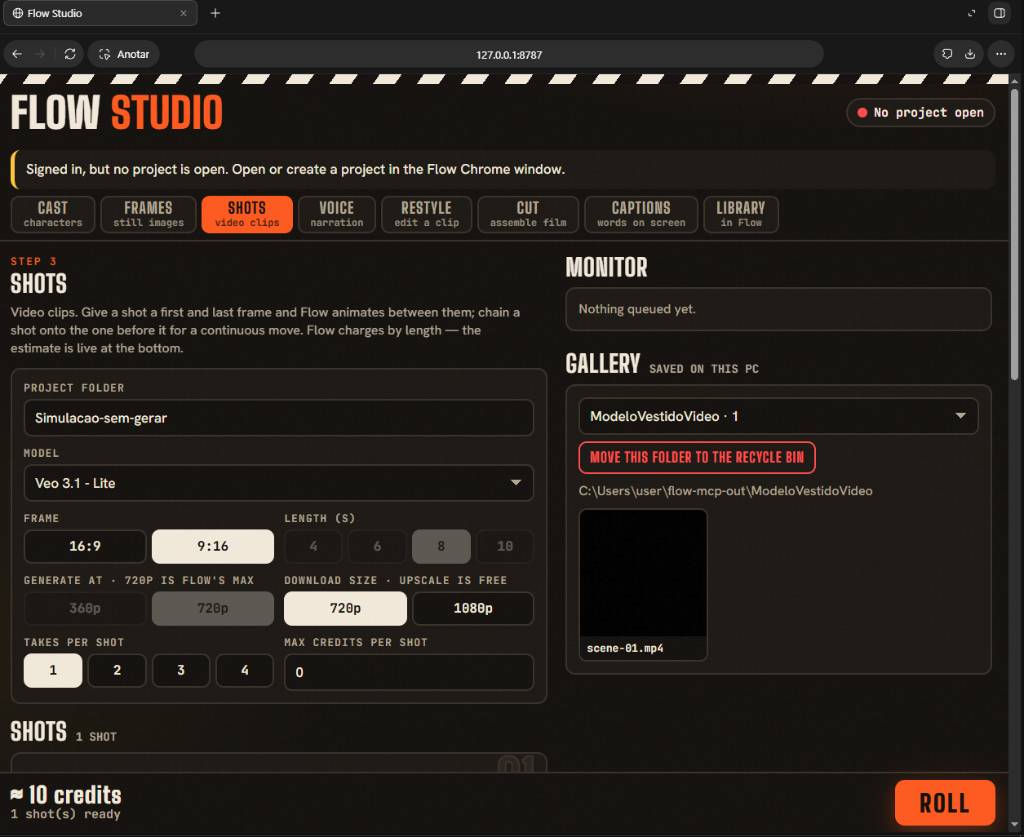 Flow Studio
Anotar
127.0.0.1:8787
FLOW STUDIO
No project open
Signed in, but no project is open. Open or create a project in the Flow Chrome window.
CAST
characters
FRAMES
still images
SHOTS
video clips
VOICE
narration
RESTYLE
edit a clip
CUT
assemble film
CAPTIONS
words on screen
LIBRARY
in Flow
STEP 3
SHOTS
Video clips. Give a shot a first and last frame and Flow animates between them; chain a
shot onto the one before it for a continuous move. Flow charges by length — the
estimate is live at the bottom.
PROJECT FOLDER
Simulacao-sem-gerar
MODEL
Veo 3.1 - Lite
FRAME
16:9 9:16
LENGTH (S)
4 6 8 10
GENERATE AT · 720P IS FLOW'S MAX
360p 720p
DOWNLOAD SIZE · UPSCALE IS FREE
720p 1080p
TAKES PER SHOT
1 2 3 4
MAX CREDITS PER SHOT
0
SHOTS 1 SHOT
01
MONITOR
Nothing queued yet.
GALLERY SAVED ON THIS PC
ModeloVestidoVideo · 1
MOVE THIS FOLDER TO THE RECYCLE BIN
C:\Users\user\flow-mcp-out\ModeloVestidoVideo
scene-01.mp4
≈ 10 credits
1 shot(s) ready
ROLL